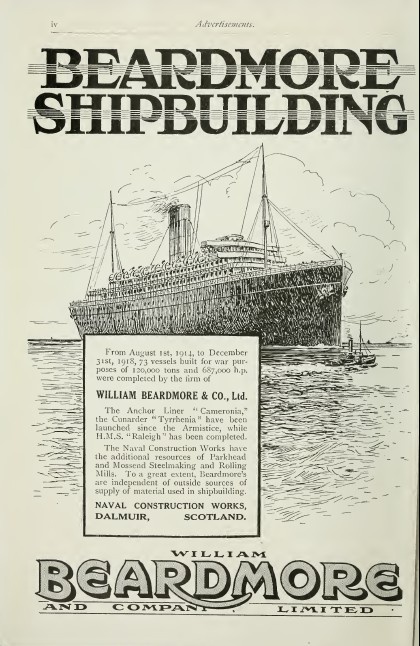 iv
Advertisements.
BEARDMORE
SHIPBUILDING
From August 1st, 1914, to December
31st, 1918, 73 vessels built for war pur-
poses of 120,000 tons and 687,000 h.p.
were completed by the firm of
WILLIAM BEARDMORE & CO., Ltd.
The Anchor Liner "Cameronia,"
the Cunarder "Tyrrhenia" have been
launched since the Armistice, while
H.M.S. "Raleigh" has been completed.
The Naval Construction Works have
the additional resources of Parkhead
and Mossend Steelmaking and Rolling
Mills. To a great extent, Beardmore's
are independent of outside sources of
supply of material used in shipbuilding.
NAVAL CONSTRUCTION WORKS,
DALMUIR, SCOTLAND.
WILLIAM
BEARDMORE
AND COMPANY LIMITED